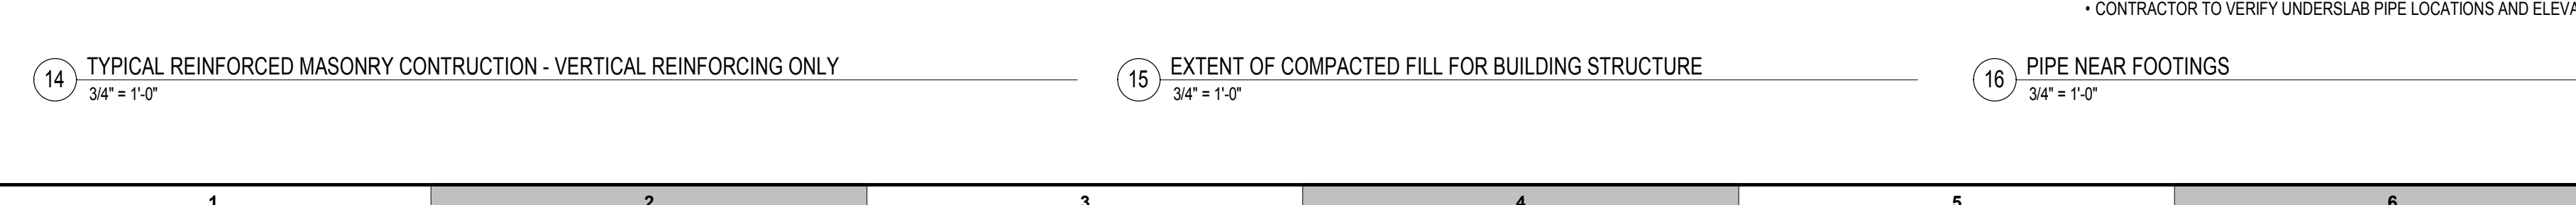 • CONTRACTOR TO VERIFY UNDERSLAB PIPE LOCATIONS AND
14 TYPICAL REINFORCED MASONRY CONTRUCTION - VERTICAL REINFORCING ONLY
3/4" = 1'-0"
15 EXTENT OF COMPACTED FILL FOR BUILDING STRUCTURE
3/4" = 1'-0"
16 PIPE NEAR FOOTINGS
3/4" = 1'-0"
1 2 3 4 5 6